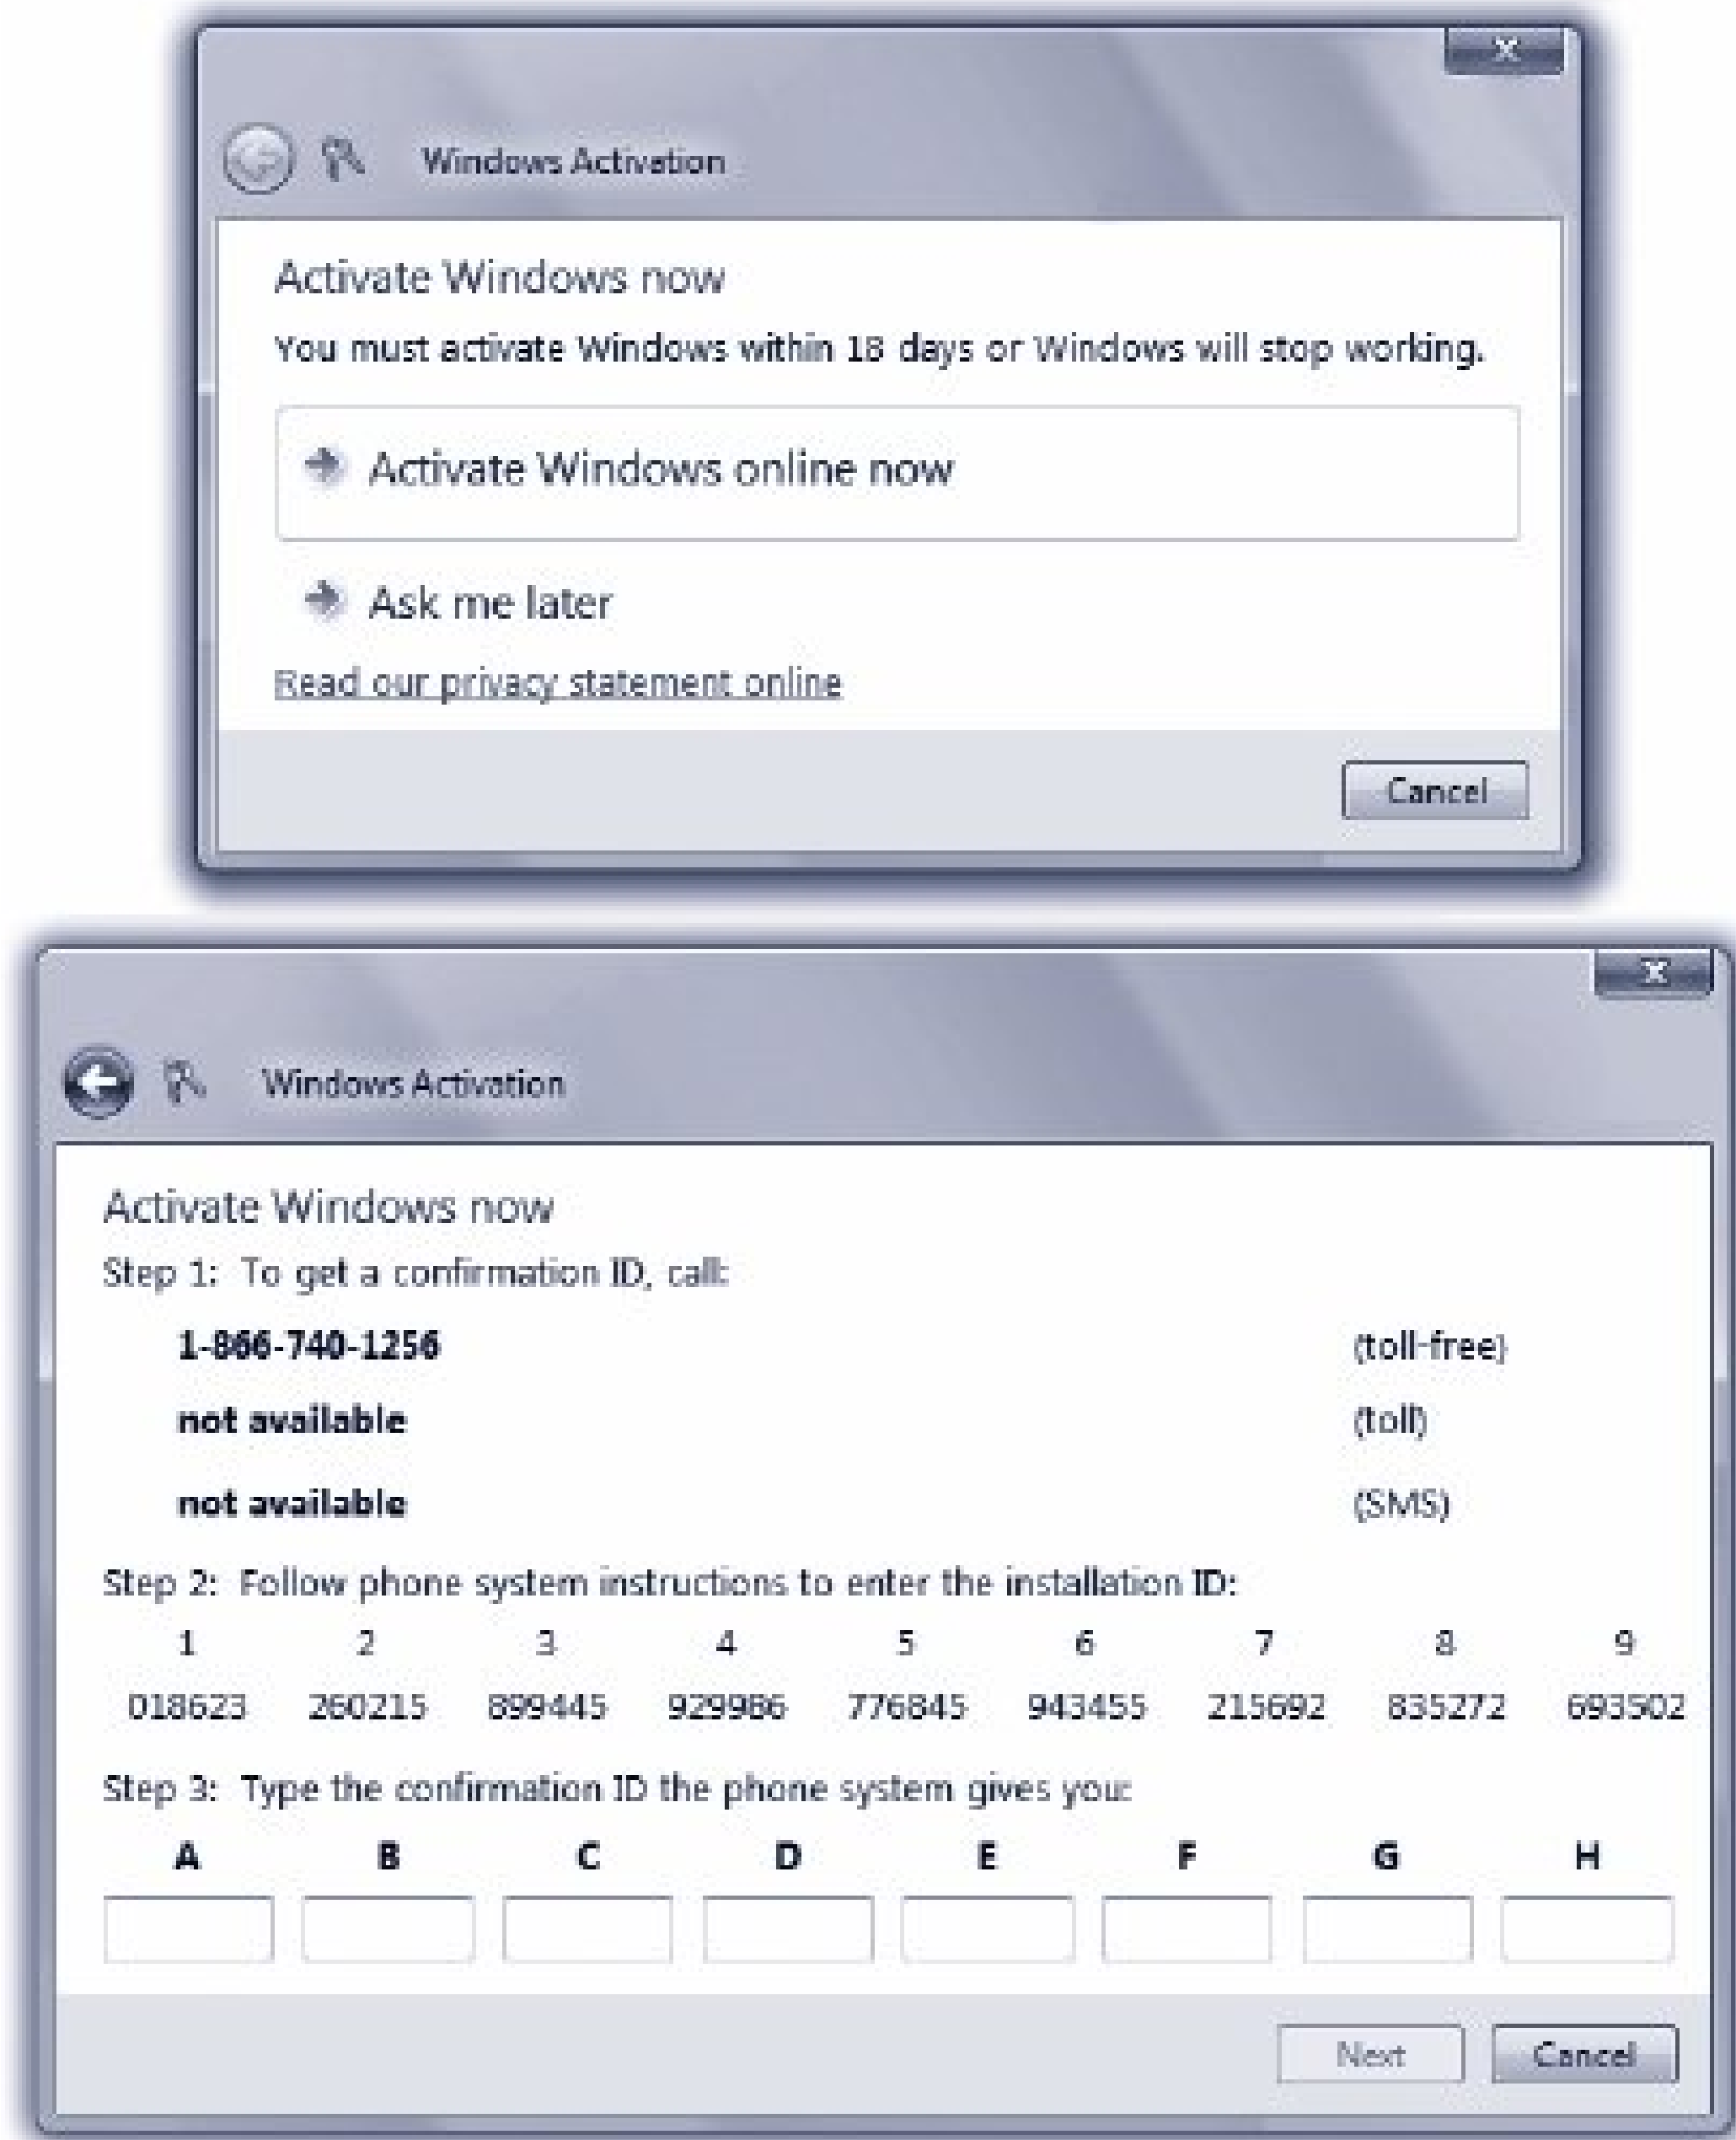 Windows Activation
Activate Windows now
You must activate Windows within 18 days or Windows will stop working.
Activate Windows online now
Ask me later
Read our privacy statement online
Cancel
Windows Activation
Activate Windows now
Step 1: To get a confirmation ID, call:
1-866-740-1256 (toll-free)
not available (toll)
not available (SMS)
Step 2: Follow phone system instructions to enter the installation ID:
1 2 3 4 5 6 7 8 9
018623 260215 899445 929986 776845 943455 215692 835272 693502
Step 3: Type the confirmation ID the phone system gives you:
A B C D E F G H
Next Cancel